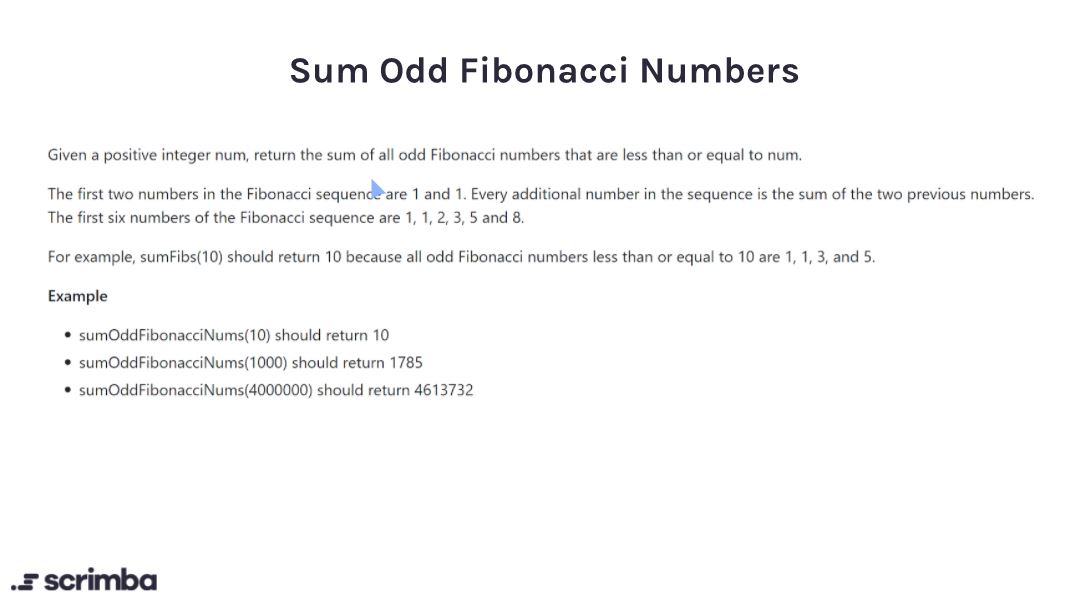 Sum Odd Fibonacci Numbers
Given a positive integer num, return the sum of all odd Fibonacci numbers that are less than or equal to num.
The first two numbers in the Fibonacci sequence are 1 and 1. Every additional number in the sequence is the sum of the two previous numbers.
The first six numbers of the Fibonacci sequence are 1, 1, 2, 3, 5 and 8.
For example, sumFibs(10) should return 10 because all odd Fibonacci numbers less than or equal to 10 are 1, 1, 3, and 5.
Example
• sumOddFibonacciNums(10) should return 10
• sumOddFibonacciNums(1000) should return 1785
• sumOddFibonacciNums(4000000) should return 4613732
scrimba